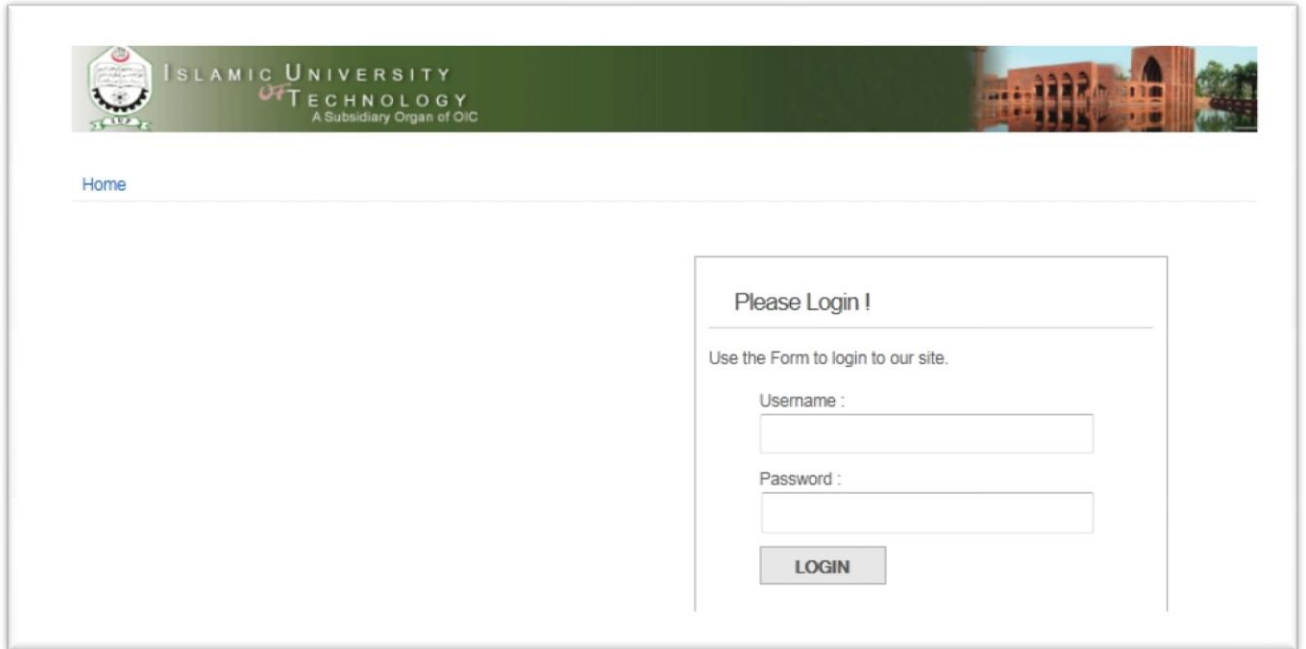 ISLAMIC UNIVERSITY
OF TECHNOLOGY
A Subsidiary Organ of OIC
Home
Please Login !
Use the Form to login to our site.
Username :
Password :
LOGIN